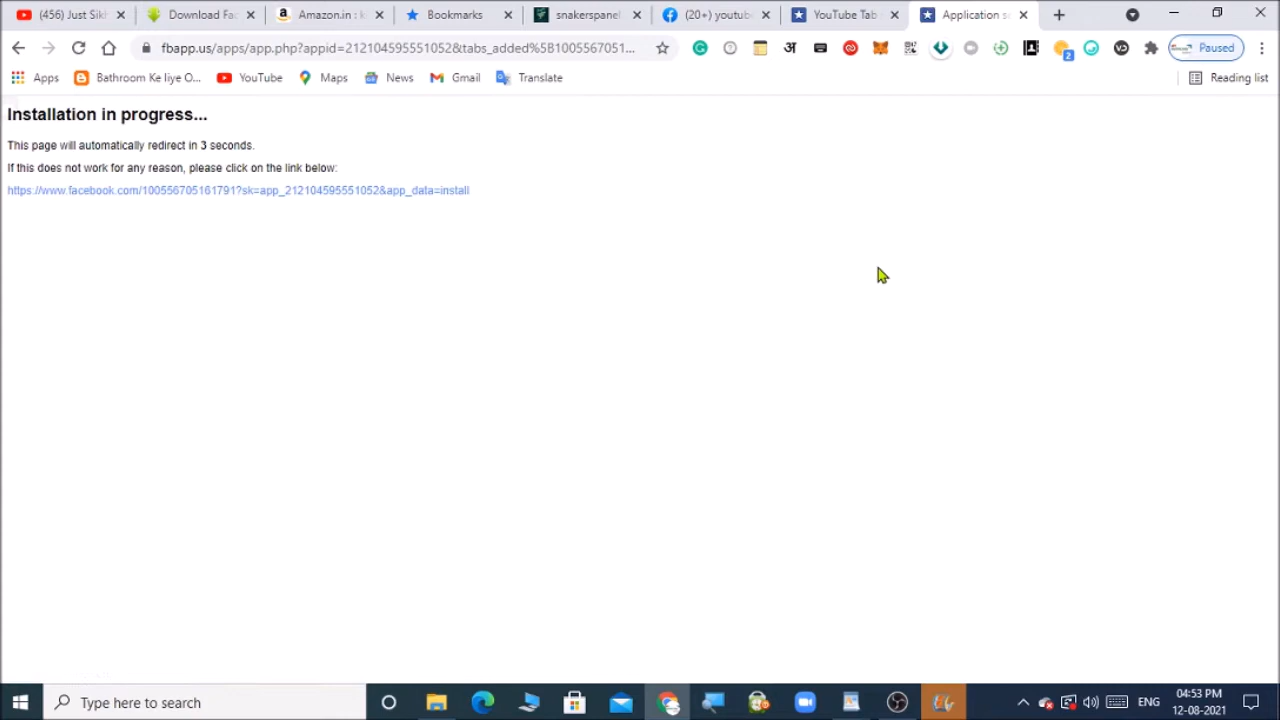 (456) Just Sikh
Download Fac
Amazon.in : k
Bookmarks
snakerspanel
(20+) youtube
YouTube Tab
Application se
fbapp.us/apps/app.php?appid=212104595551052&tabs_added%5B1005567051...
अ
2
Paused
Apps
Bathroom Ke liye O...
YouTube
Maps
News
Gmail
Translate
Reading list
Installation in progress...
This page will automatically redirect in 3 seconds.
If this does not work for any reason, please click on the link below:
https://www.facebook.com/100556705161791?sk=app_212104595551052&app_data=install
Type here to search
ENG
04:53 PM
12-08-2021